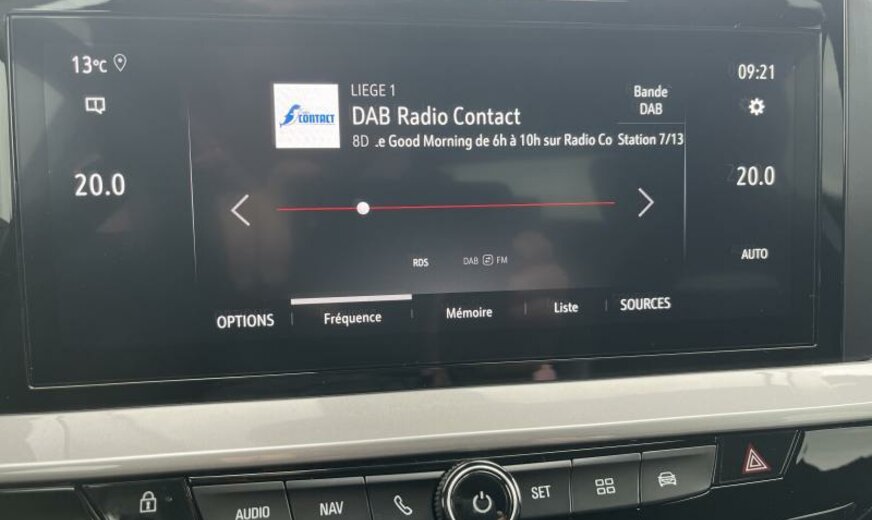 13°C
09:21
LIEGE 1
Bande
DAB
CONTACT
DAB Radio Contact
8D .e Good Morning de 6h à 10h sur Radio Co
Station 7/13
20.0
20.0
RDS
DAB FM
AUTO
OPTIONS
Fréquence
Mémoire
Liste
SOURCES
AUDIO
NAV
SET